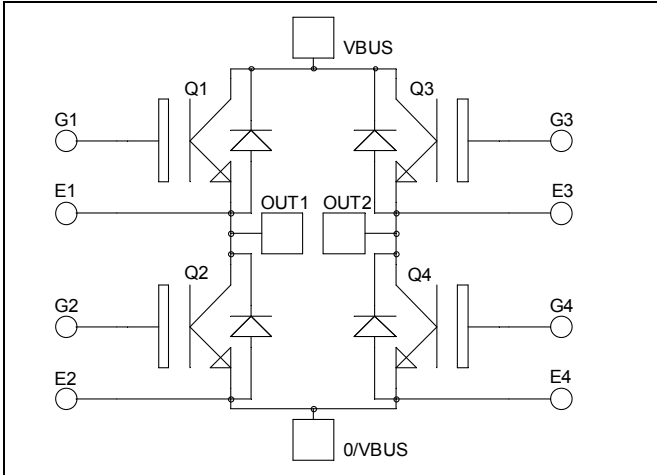 VBUS
Q1 Q3
G1 G3
E1 E3
OUT1 OUT2
Q2 Q4
G2 G4
E2 E4
0/VBUS